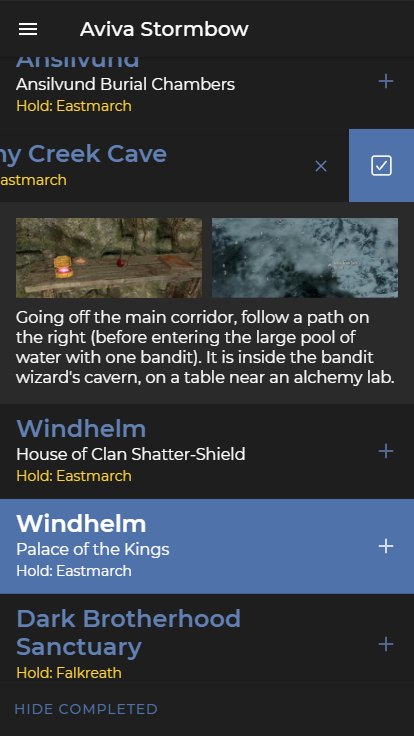 Aviva Stormbow
Ansilvund
Ansilvund Burial Chambers
Hold: Eastmarch
ny Creek Cave
astmarch
Going off the main corridor, follow a path on
the right (before entering the large pool of
water with one bandit). It is inside the bandit
wizard's cavern, on a table near an alchemy lab.
Windhelm
House of Clan Shatter-Shield
Hold: Eastmarch
Windhelm
Palace of the Kings
Hold: Eastmarch
Dark Brotherhood
Sanctuary
Hold: Falkreath
HIDE COMPLETED